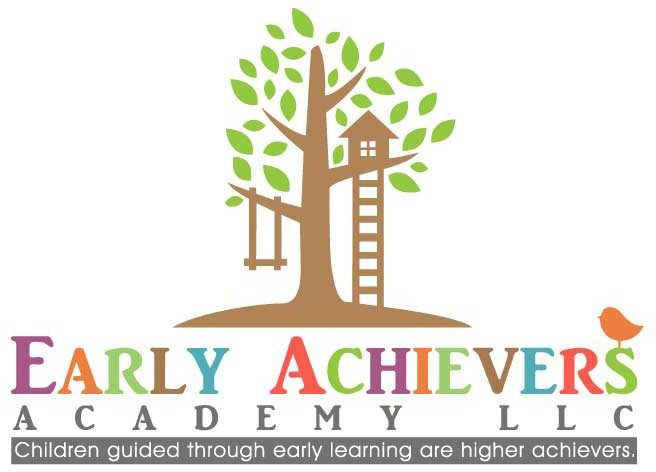 EARLY ACHIEVERS
ACADEMY LLC
Children guided through early learning are higher achievers.